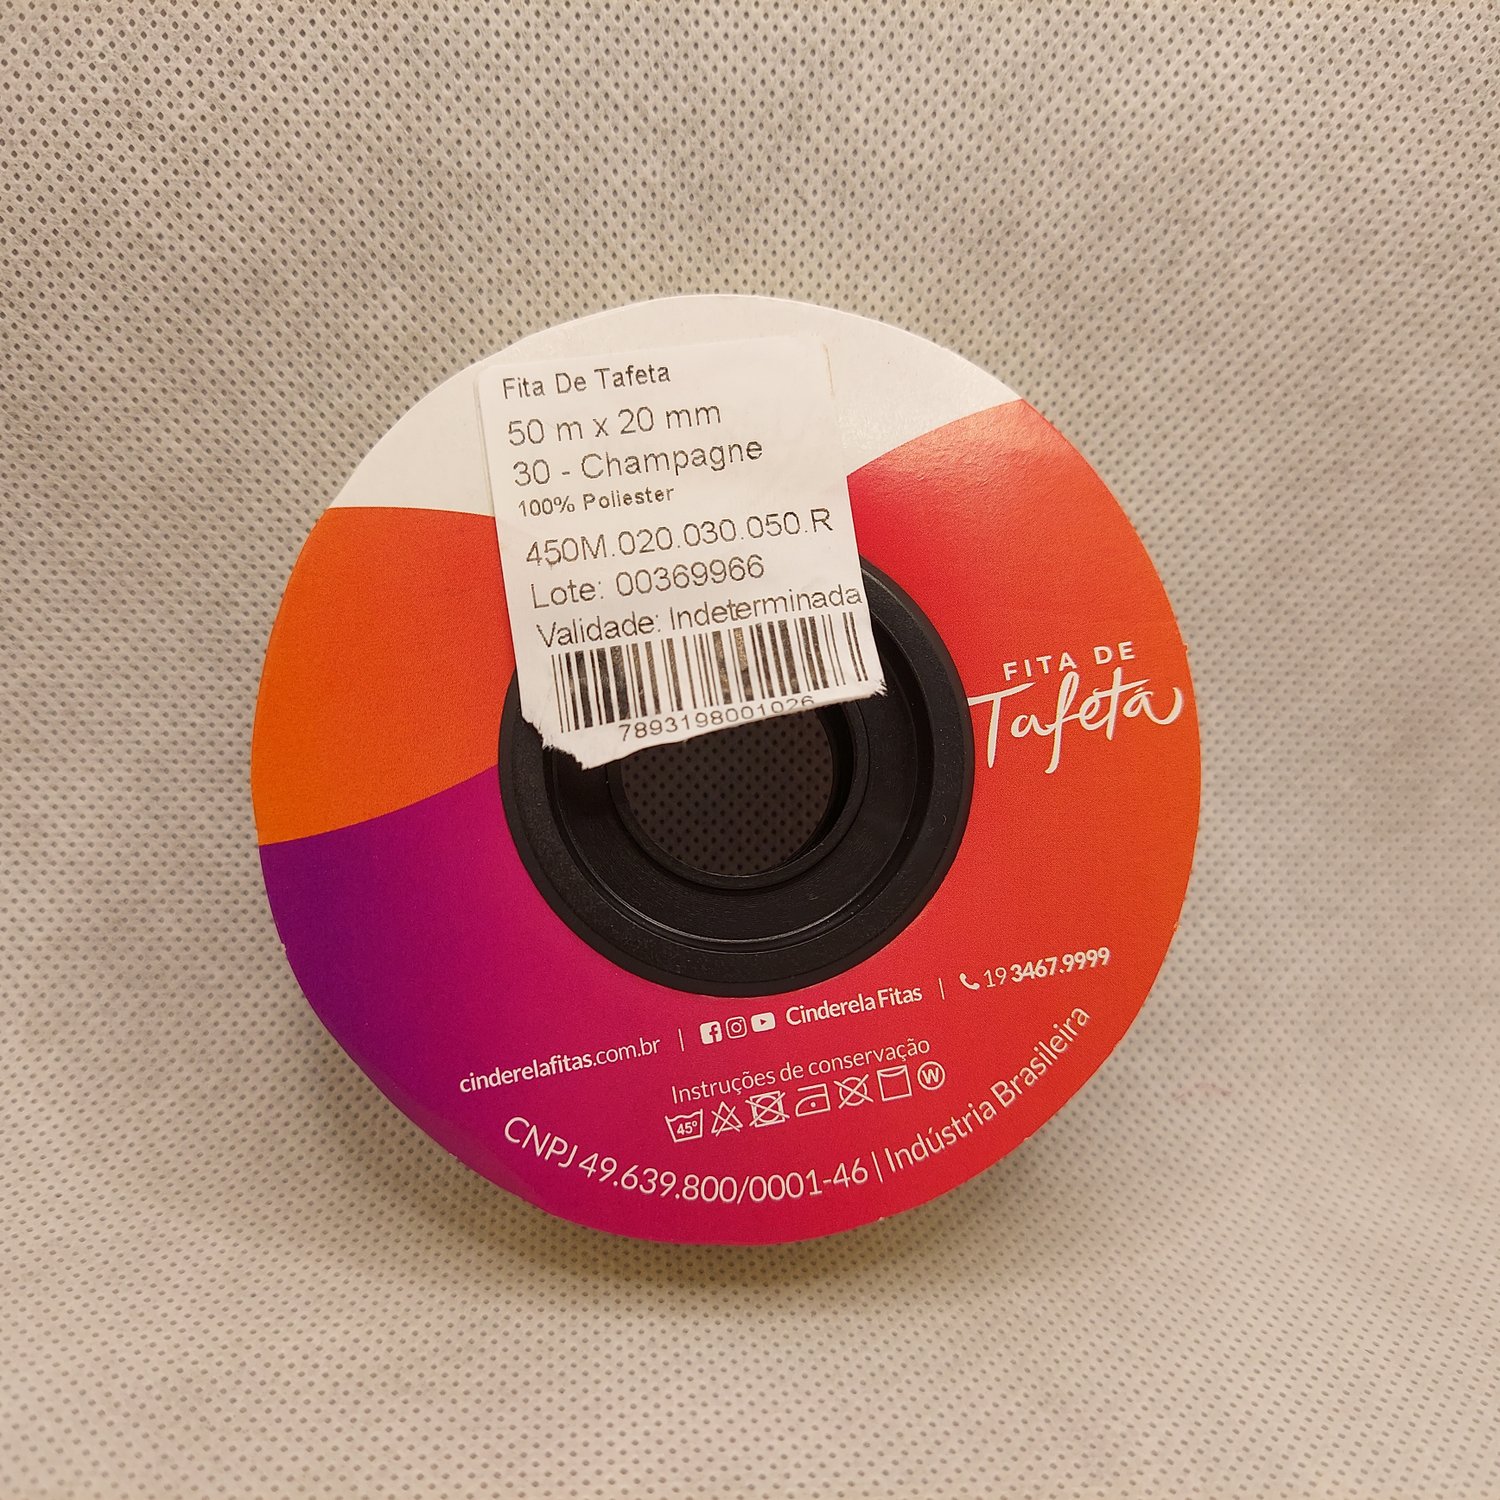 Fita De Tafeta
50 m x 20 mm
30 - Champagne
100% Poliester
450M.020.030.050.R
Lote: 00369966
Validade: Indeterminada
7893198001026
FITA DE
Tafetá
cinderelafitas.com.br | Cinderela Fitas | 19 3467.9999
Instruções de conservação
45° W
CNPJ 49.639.800/0001-46 | Indústria Brasileira